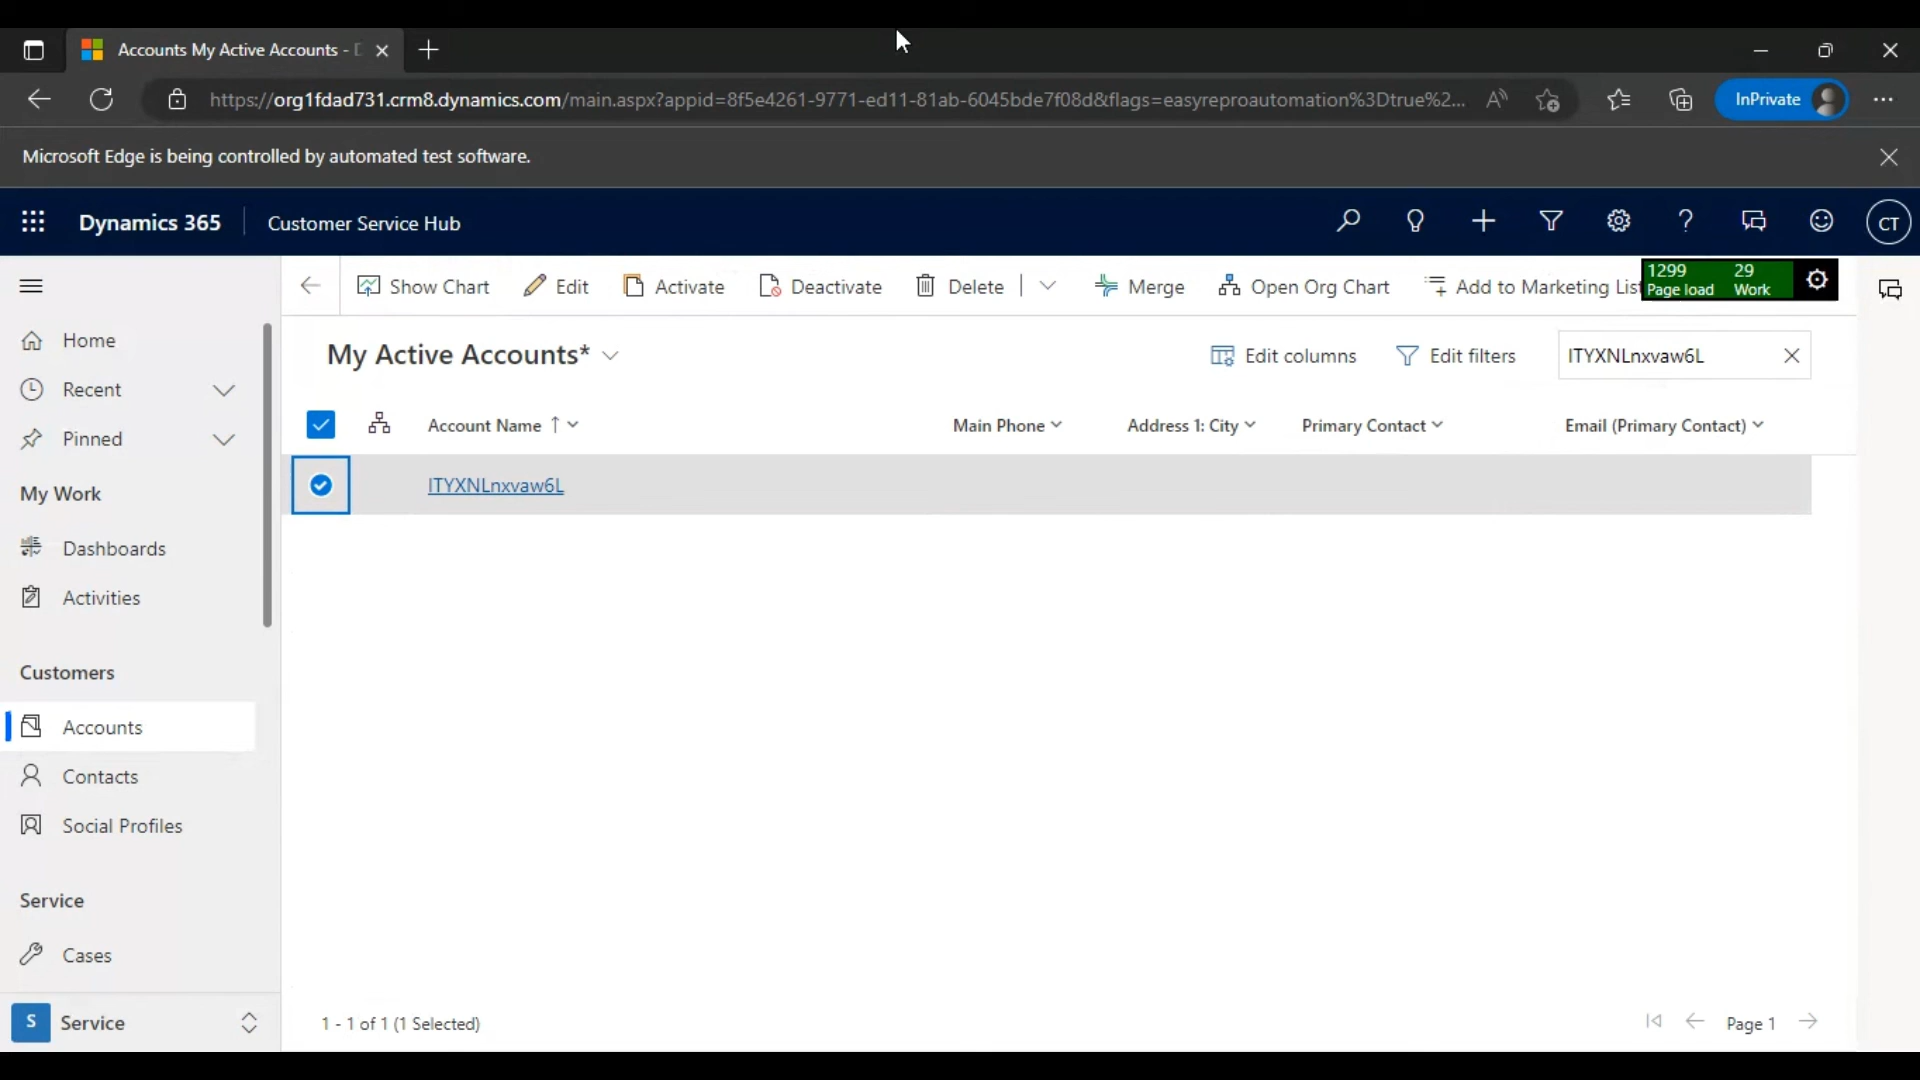 Accounts My Active Accounts -
https://org1fdad731.crm8.dynamics.com/main.aspx?appid=8f5e4261-9771-ed11-81ab-6045bde7f08d&flags=easyreproautomation%3Dtrue%2...
InPrivate
Microsoft Edge is being controlled by automated test software.
Dynamics 365
Customer Service Hub
CT
Show Chart
Edit
Activate
Deactivate
Delete
Merge
Open Org Chart
Add to Marketing List
1299 29
Page load Work
Home
Recent
Pinned
My Work
Dashboards
Activities
Customers
Accounts
Contacts
Social Profiles
Service
Cases
S Service
My Active Accounts*
Edit columns
Edit filters
ITYXNLnxvaw6L
Account Name
Main Phone
Address 1: City
Primary Contact
Email (Primary Contact)
ITYXNLnxvaw6L
1 - 1 of 1 (1 Selected)
Page 1